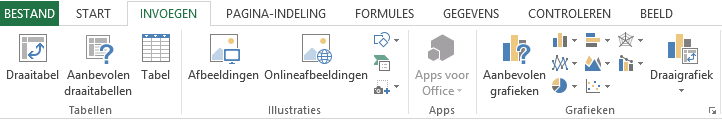 BESTAND START INVOEGEN PAGINA-INDELING FORMULES GEGEVENS CONTROLEREN BEELD
Draaitabel Aanbevolen draaitabellen Tabel
Tabellen
Afbeeldingen Onlineafbeeldingen
Illustraties
Apps voor Office
Apps
Aanbevolen grafieken Draaigrafiek
Grafieken